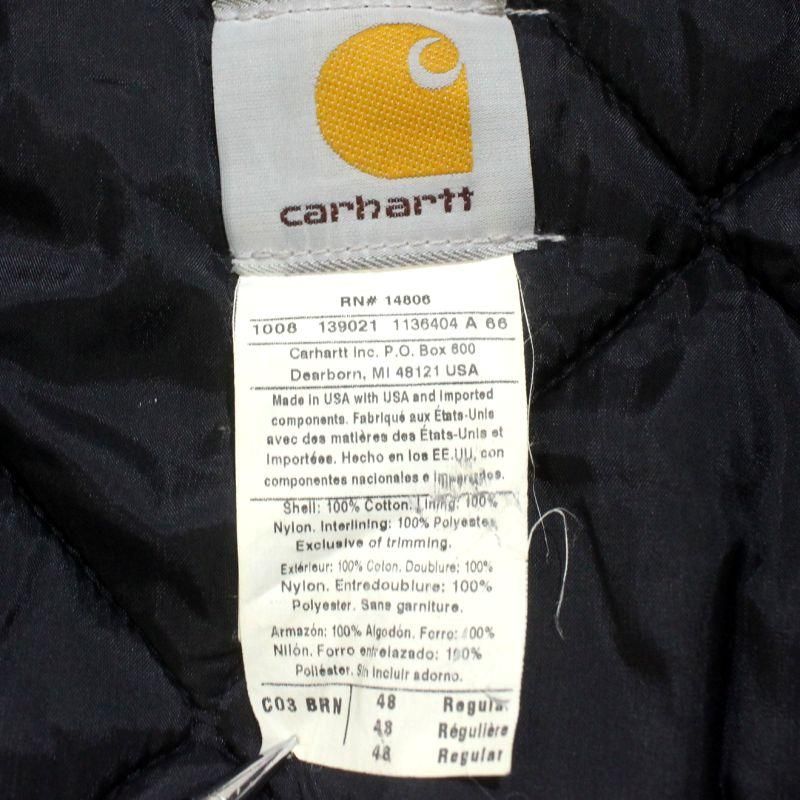 carhartt
RN# 14806
1008 139021 1136404 A 66
Carhartt Inc. P.O. Box 600
Dearborn, MI 48121 USA
Made in USA with USA and Imported
components. Fabriqué aux États-Unis
avec des matières des États-Unis et
Importées. Hecho en los EE.UU. con
componentes nacionales e
Shell: 100% Cotton. Lining: 100%
Nylon. Interlining: 100%
Exclusive of trimming.
Extérieur: 100% Coton. Doublure: 100%
Nylon. Entredoublure: 100%
Polyester. Sans garniture.
Armazón: 100% Algodón. Forro:
Nilón. Forro entrelazado: 100%
Poliéster. Sin incluir adorno.
C03 BRN 48 Regular
48 Régulière
48 Regular